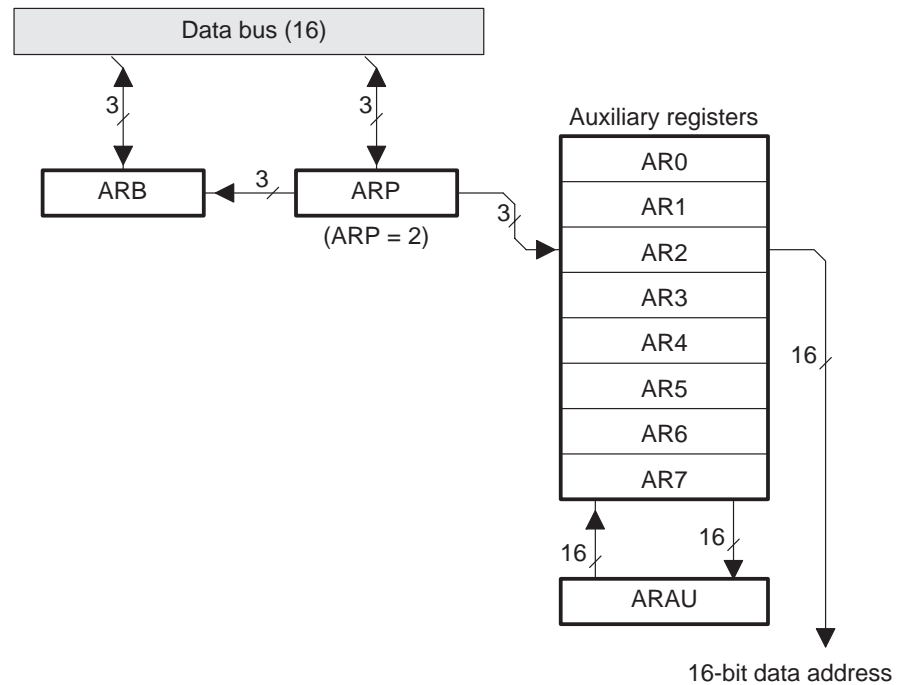 Data bus (16)
3
3
Auxiliary registers
AR0
ARB
3
ARP
AR1
3
(ARP = 2)
AR2
AR3
AR4
16
AR5
AR6
AR7
16
16
ARAU
16-bit data address